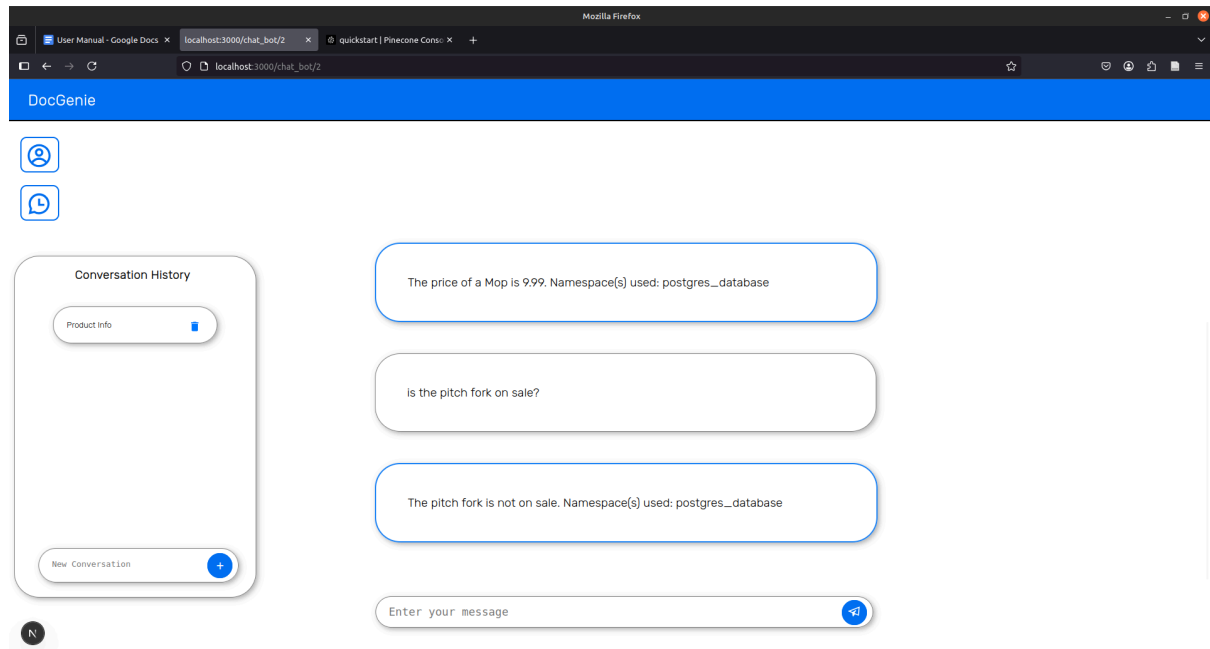 Mozilla Firefox
User Manual - Google Docs
localhost:3000/chat_bot/2
quickstart | Pinecone Conso
localhost:3000/chat_bot/2
DocGenie
Conversation History
Product Info
New Conversation
The price of a Mop is 9.99. Namespace(s) used: postgres_database
is the pitch fork on sale?
The pitch fork is not on sale. Namespace(s) used: postgres_database
Enter your message
N